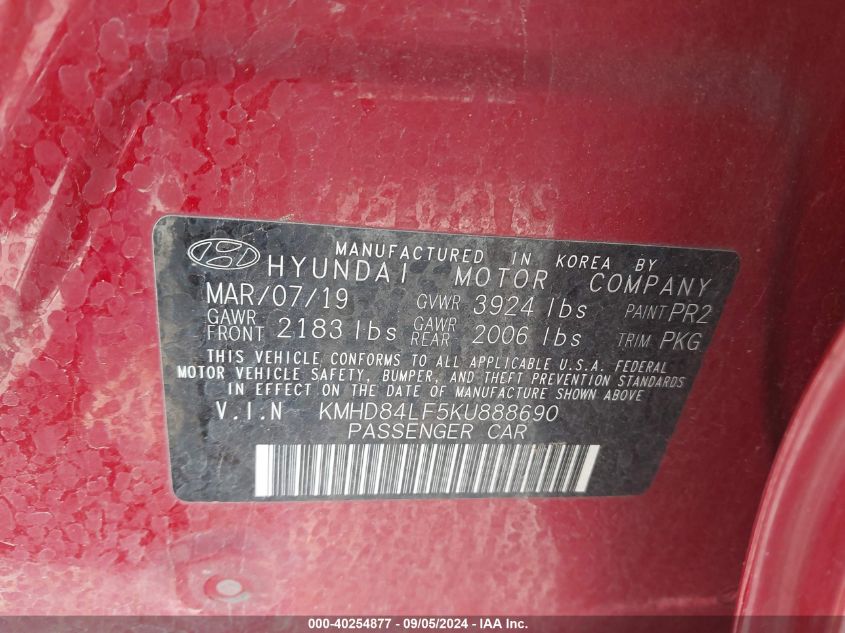 MANUFACTURED IN KOREA BY
HYUNDAI MOTOR COMPANY
MAR/07/19 GVWR 3924 lbs PAINT PR2
GAWR FRONT 2183 lbs GAWR REAR 2006 lbs TRIM PKG
THIS VEHICLE CONFORMS TO ALL APPLICABLE U.S.A. FEDERAL
MOTOR VEHICLE SAFETY, BUMPER, AND THEFT PREVENTION STANDARDS
IN EFFECT ON THE DATE OF MANUFACTURE SHOWN ABOVE
V.I.N KMHD84LF5KU888690
PASSENGER CAR
000-40254877 - 09/05/2024 - IAA Inc.